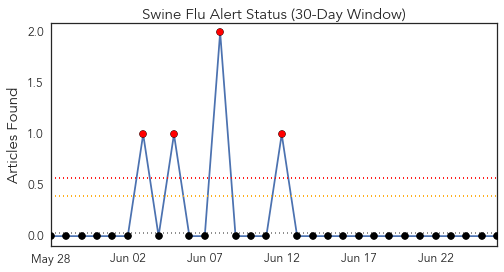 Swine Flu Alert Status (30-Day Window)
Articles Found
2.0
1.5
1.0
0.5
0.0
May 28
Jun 02
Jun 07
Jun 12
Jun 17
Jun 22